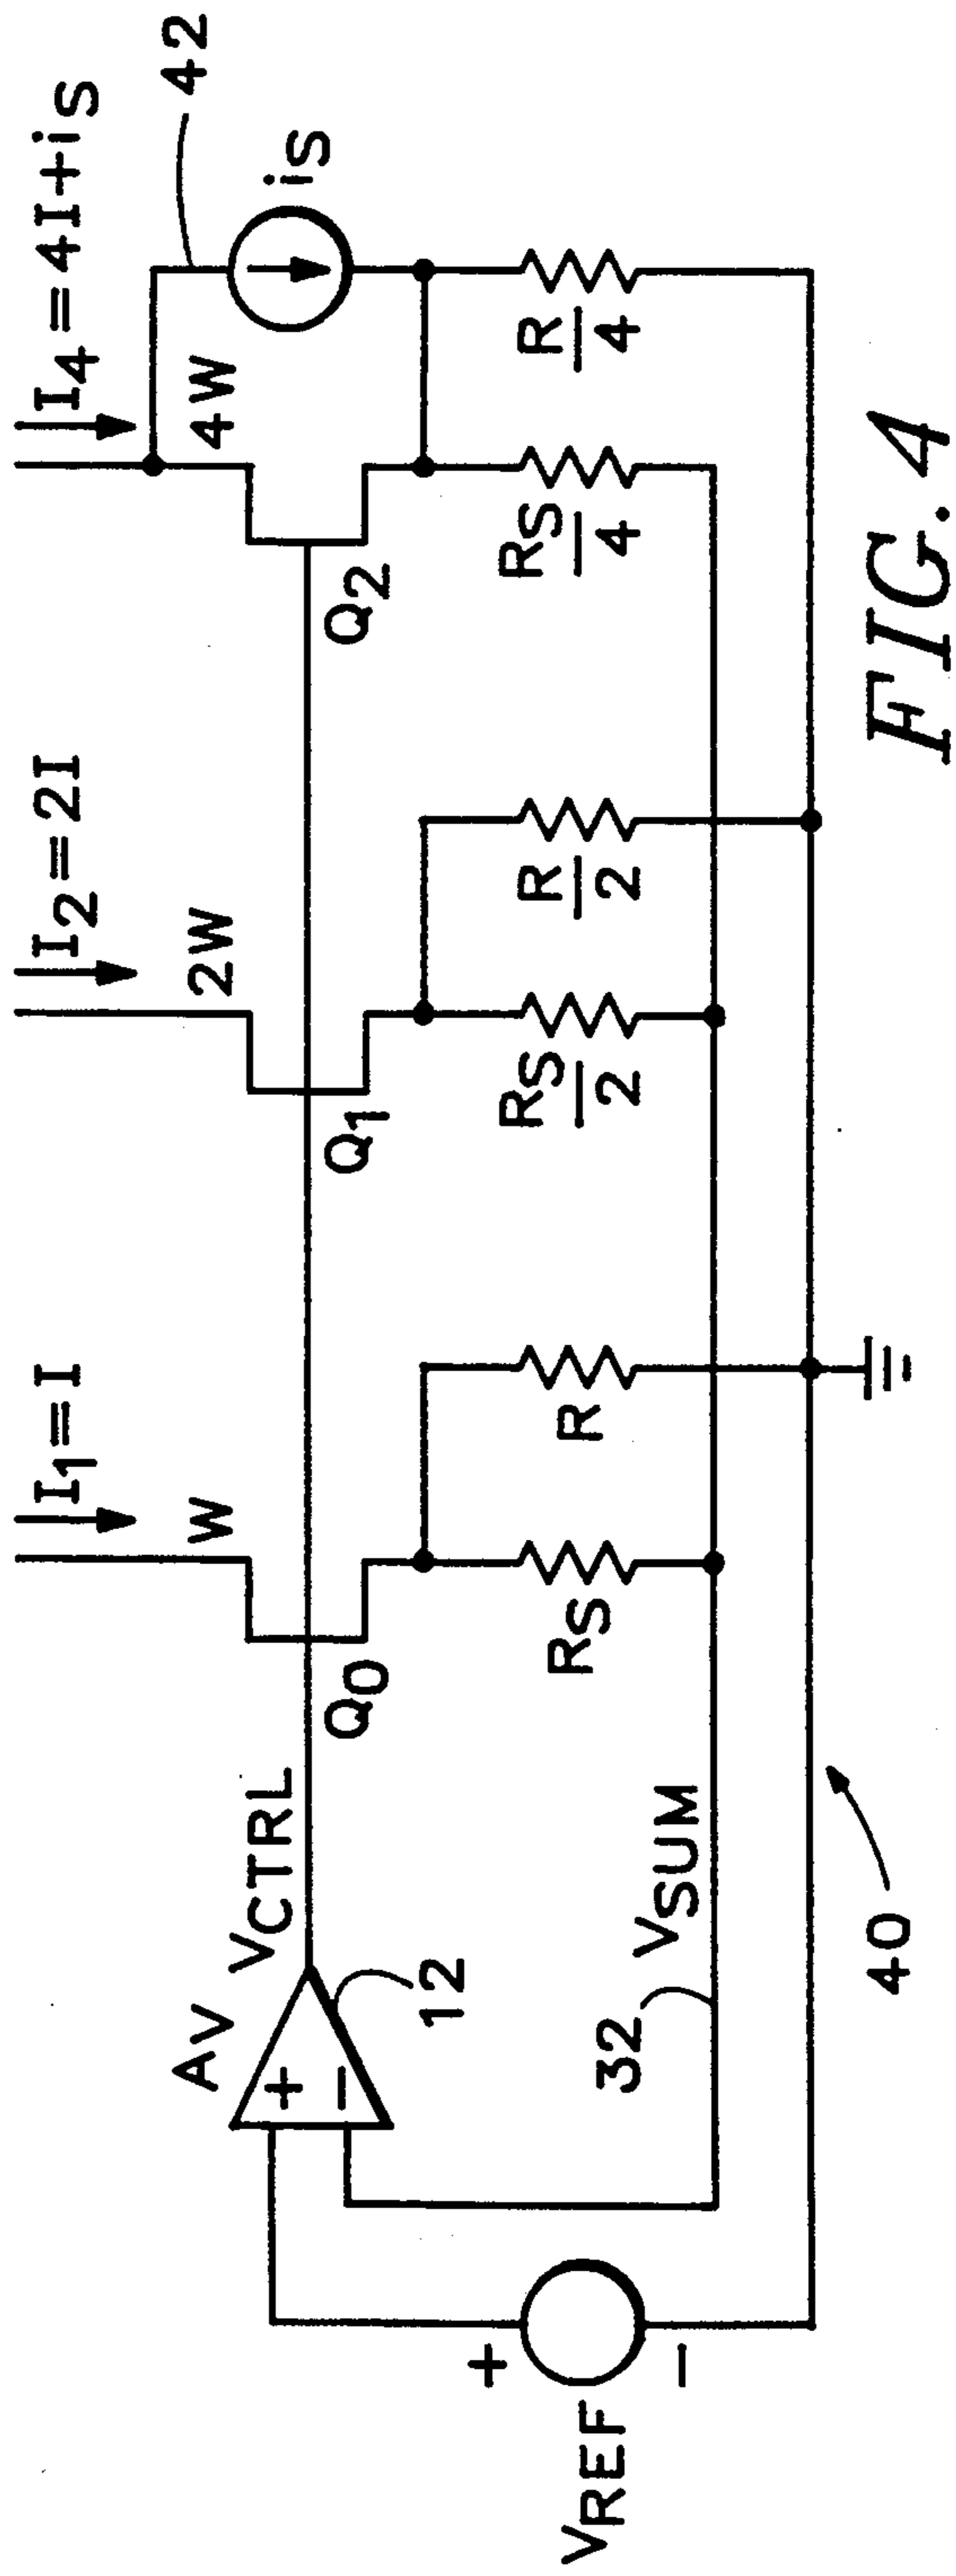 I1=I
I2=2I
I4=4I+iS
W
2W
4W
42
iS
AV
VCTRL
+
−
12
Q0
Q1
Q2
+
VREF
−
32
VSUM
RS
R
RS/2
R/2
RS/4
R/4
40
FIG. 4